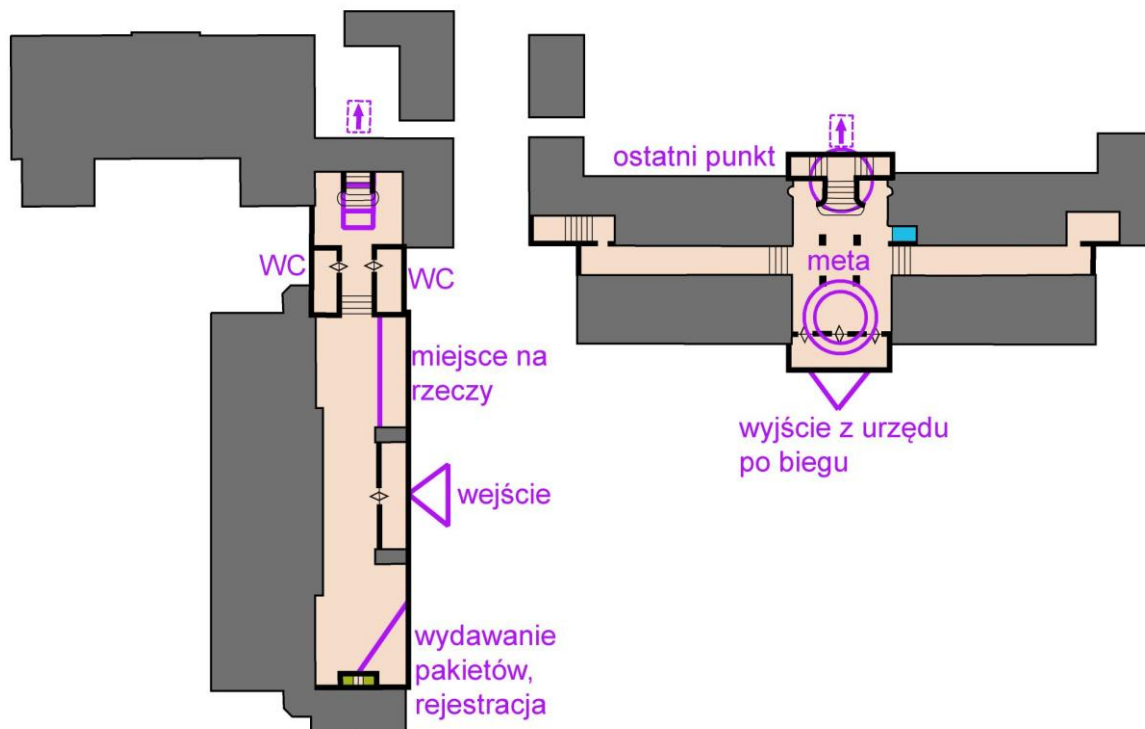 ostatni punkt
WC
WC
meta
miejsce na
rzeczy
wyjście z urzędu
po biegu
wejście
wydawanie
pakietów,
rejestracja